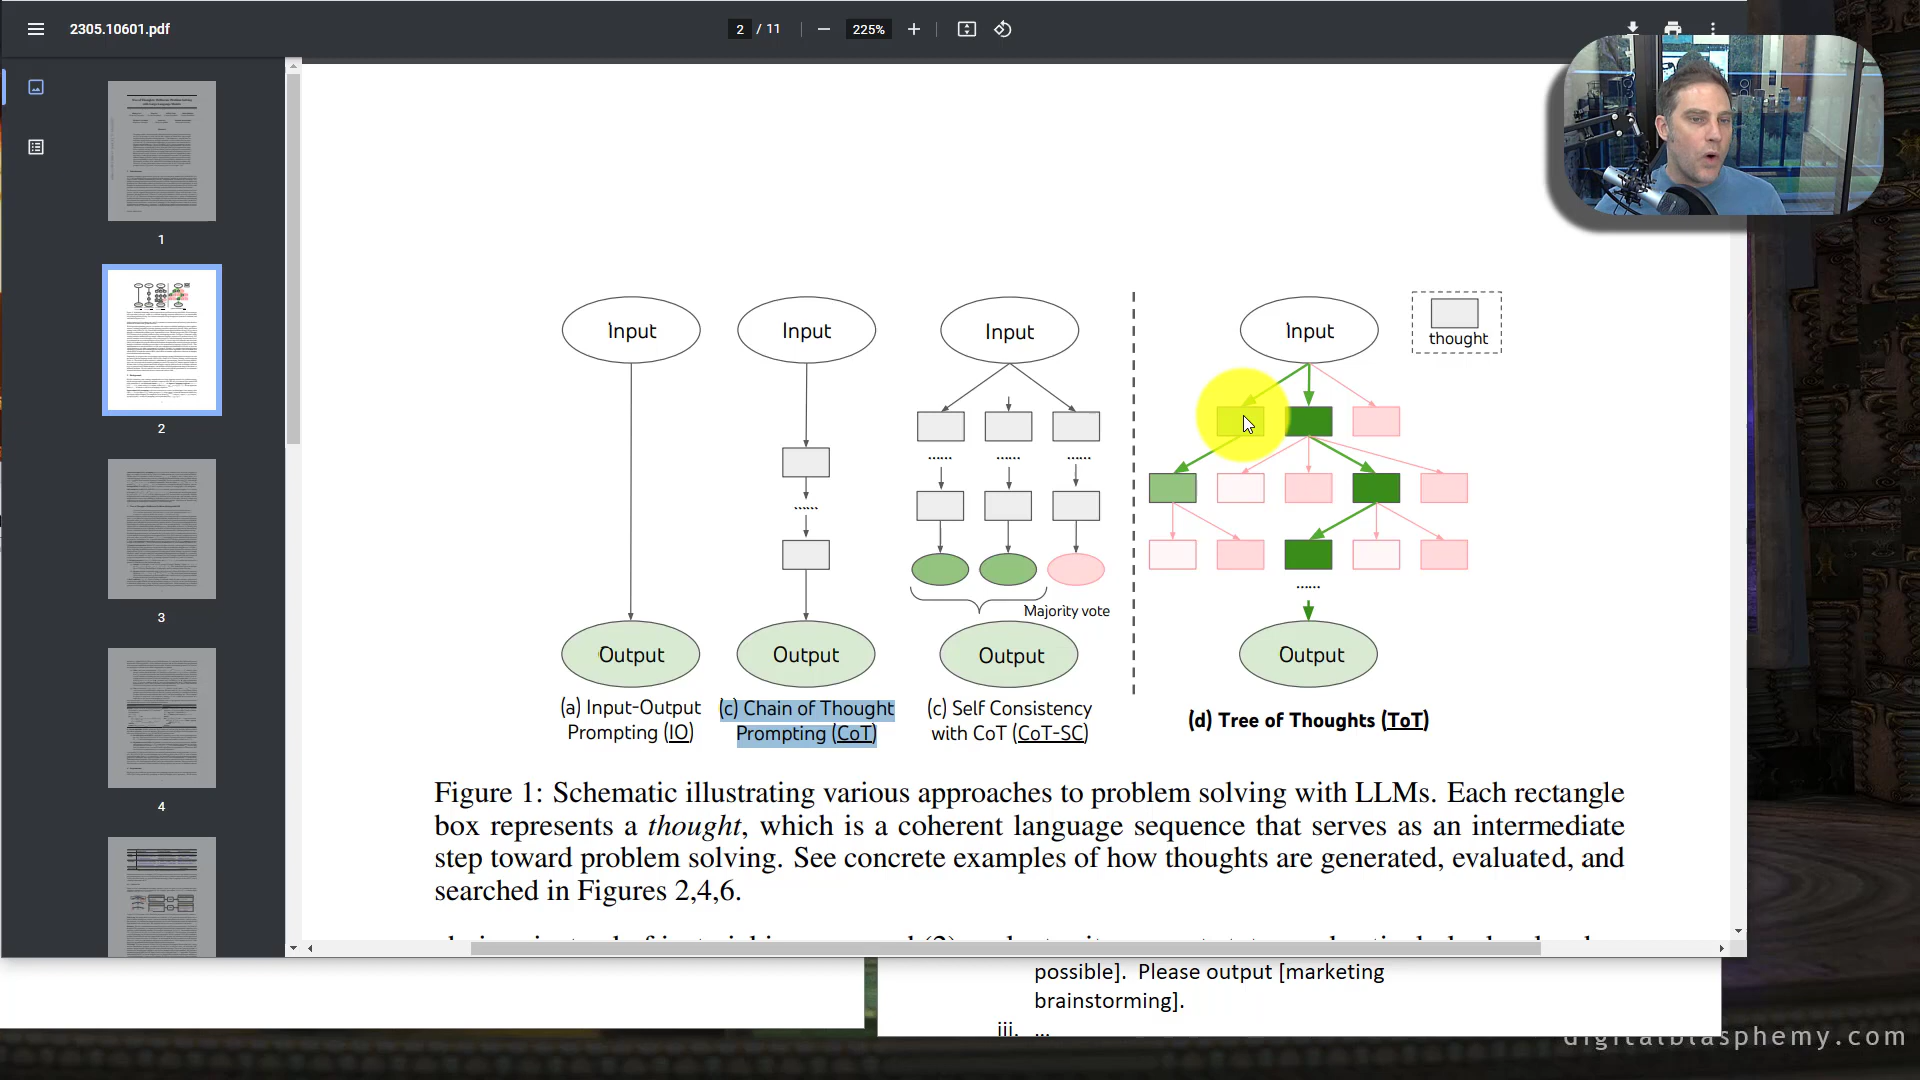 2305.10601.pdf
2 / 11
225%
1
2
3
4
Input
Input
Input
Input
thought
......
......
......
......
......
Majority vote
Output
Output
Output
Output
(a) Input-Output
Prompting (IO)
(c) Chain of Thought
Prompting (CoT)
(c) Self Consistency
with CoT (CoT-SC)
(d) Tree of Thoughts (ToT)
Figure 1: Schematic illustrating various approaches to problem solving with LLMs. Each rectangle
box represents a thought, which is a coherent language sequence that serves as an intermediate
step toward problem solving. See concrete examples of how thoughts are generated, evaluated, and
searched in Figures 2,4,6.
possible]. Please output [marketing
brainstorming].
iii. ...
digitalblasphemy.com